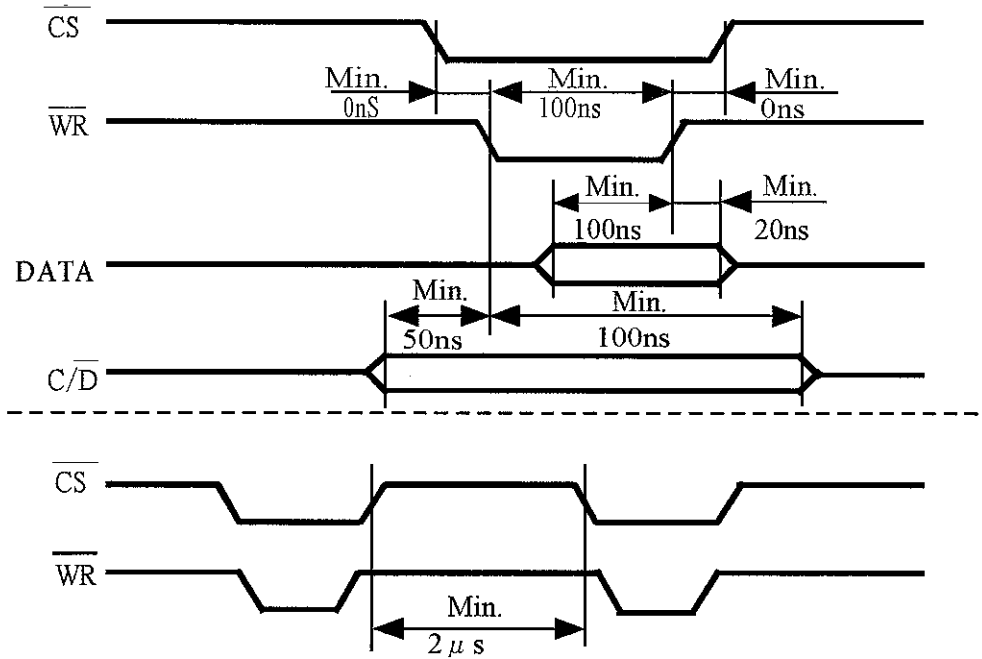 CS
Min. Min. Min.
0nS 100ns 0ns
WR
Min. Min.
100ns 20ns
DATA
Min. Min.
50ns 100ns
C/D
CS
WR
Min.
2μs